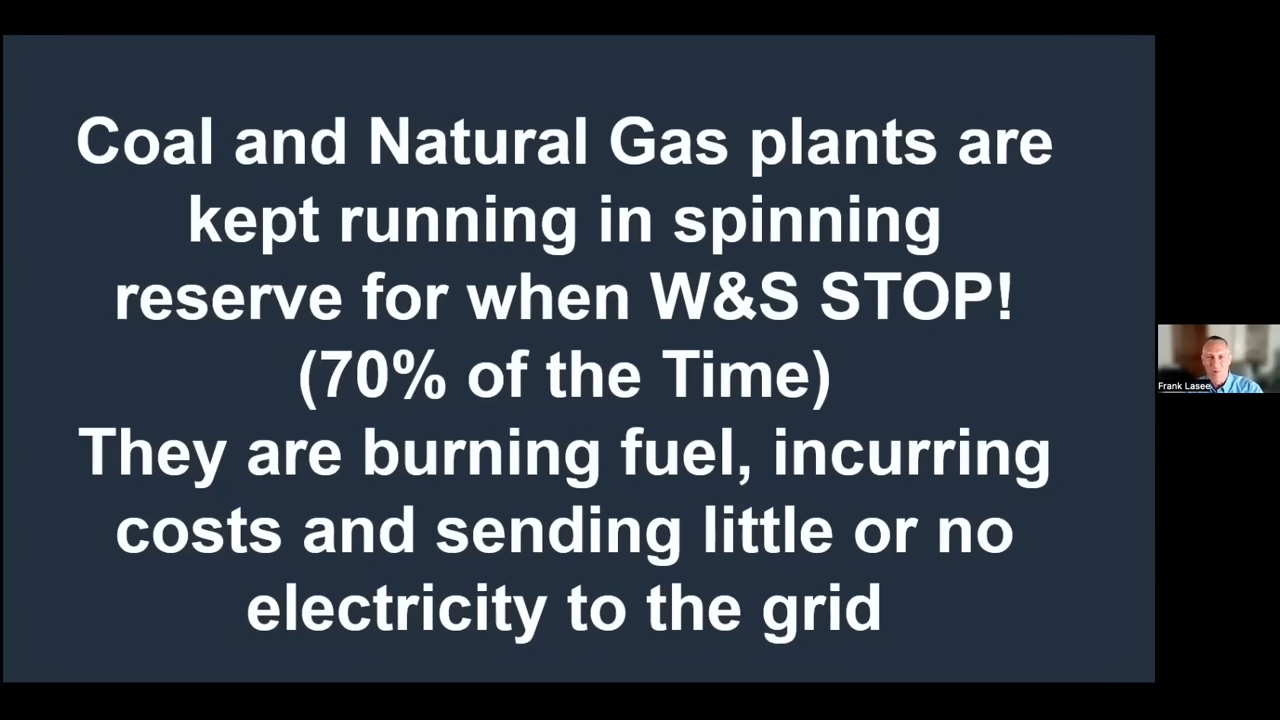 Coal and Natural Gas plants are
kept running in spinning
reserve for when W&S STOP!
(70% of the Time)
They are burning fuel, incurring
costs and sending little or no
electricity to the grid
Frank Lasee